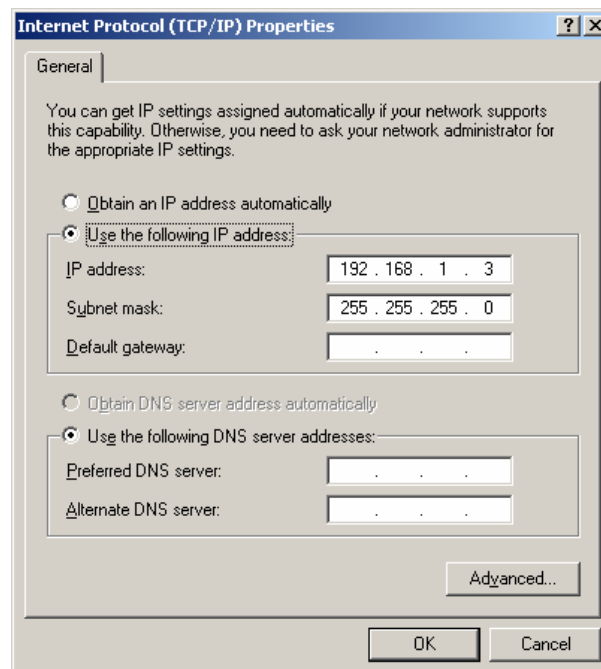 Internet Protocol (TCP/IP) Properties
General
You can get IP settings assigned automatically if your network supports
this capability. Otherwise, you need to ask your network administrator for
the appropriate IP settings.
Obtain an IP address automatically
Use the following IP address:
IP address: 192 . 168 . 1 . 3
Subnet mask: 255 . 255 . 255 . 0
Default gateway: . . .
Obtain DNS server address automatically
Use the following DNS server addresses:
Preferred DNS server: . . .
Alternate DNS server: . . .
Advanced...
OK Cancel